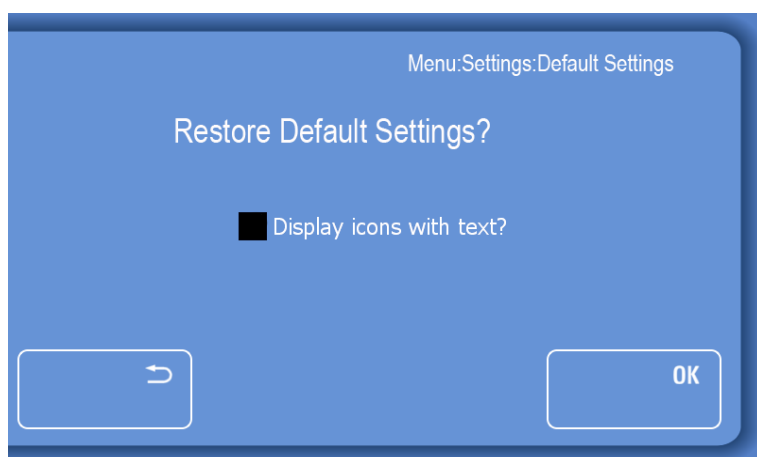 Menu:Settings:Default Settings
Restore Default Settings?
Display icons with text?
OK